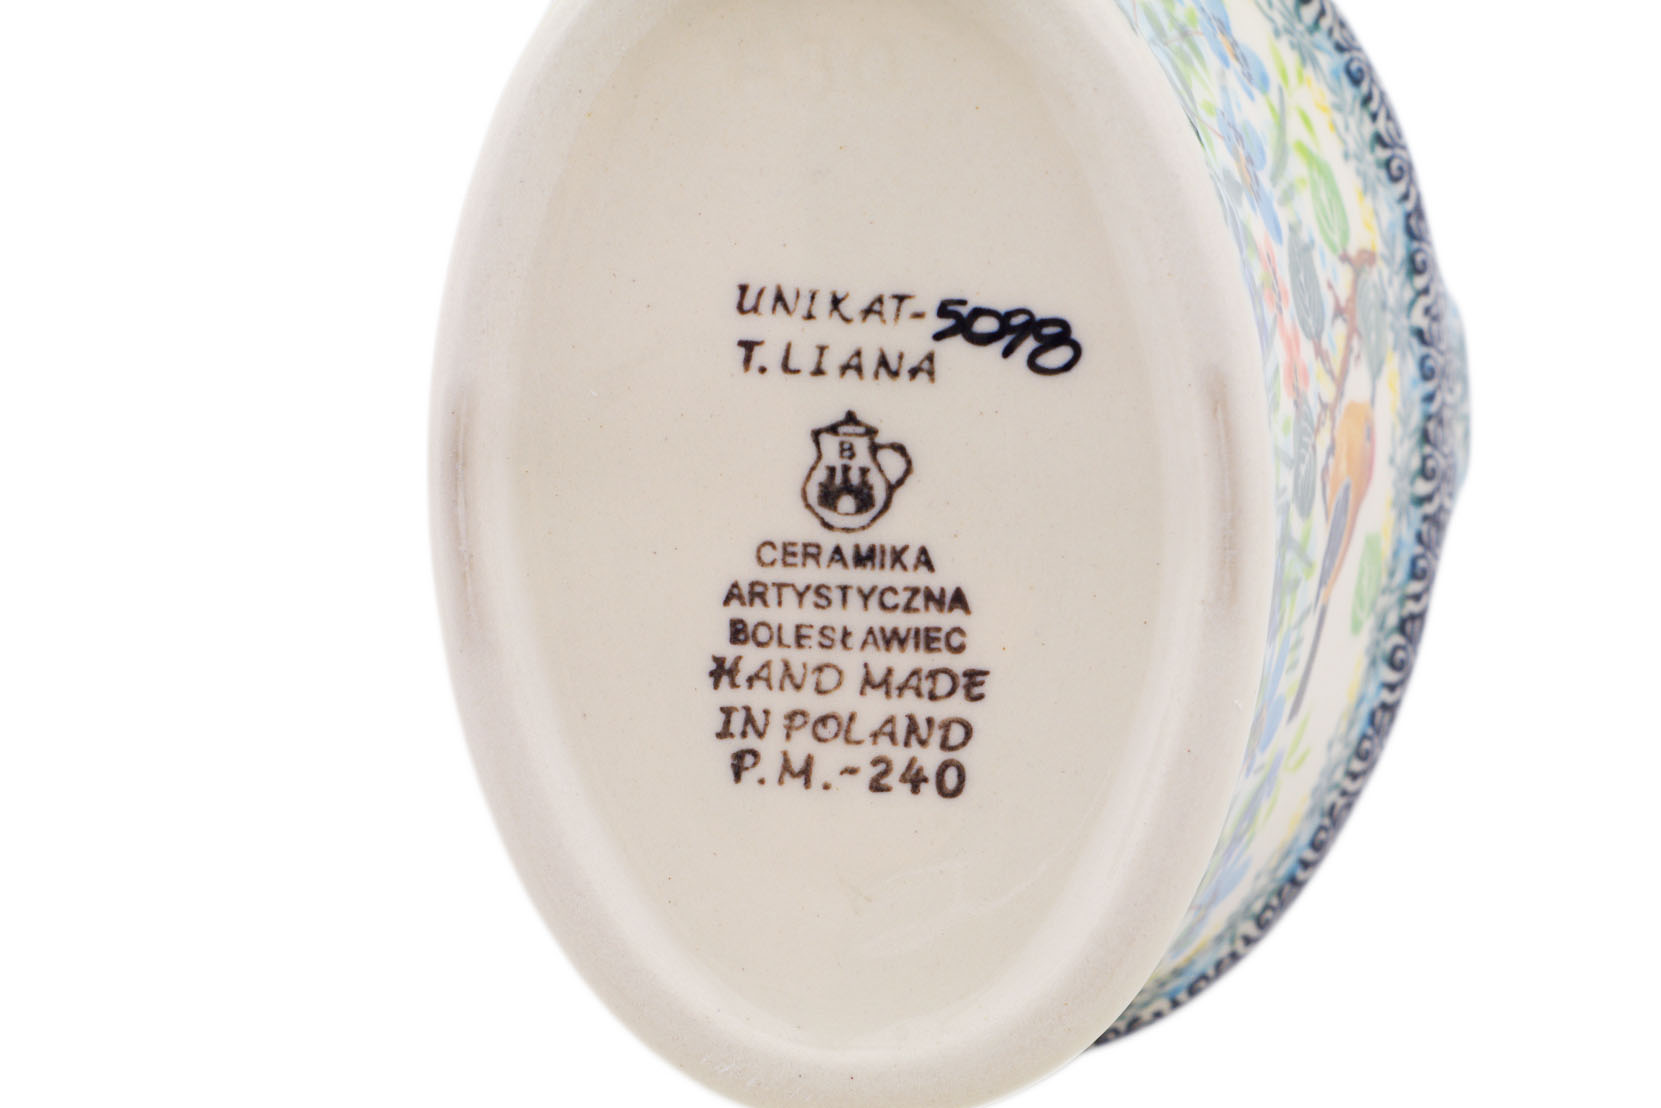 UNIKAT-5098
T. LIANA
B
CERAMIKA
ARTYSTYCZNA
BOLESŁAWIEC
HAND MADE
IN POLAND
P.M.-240